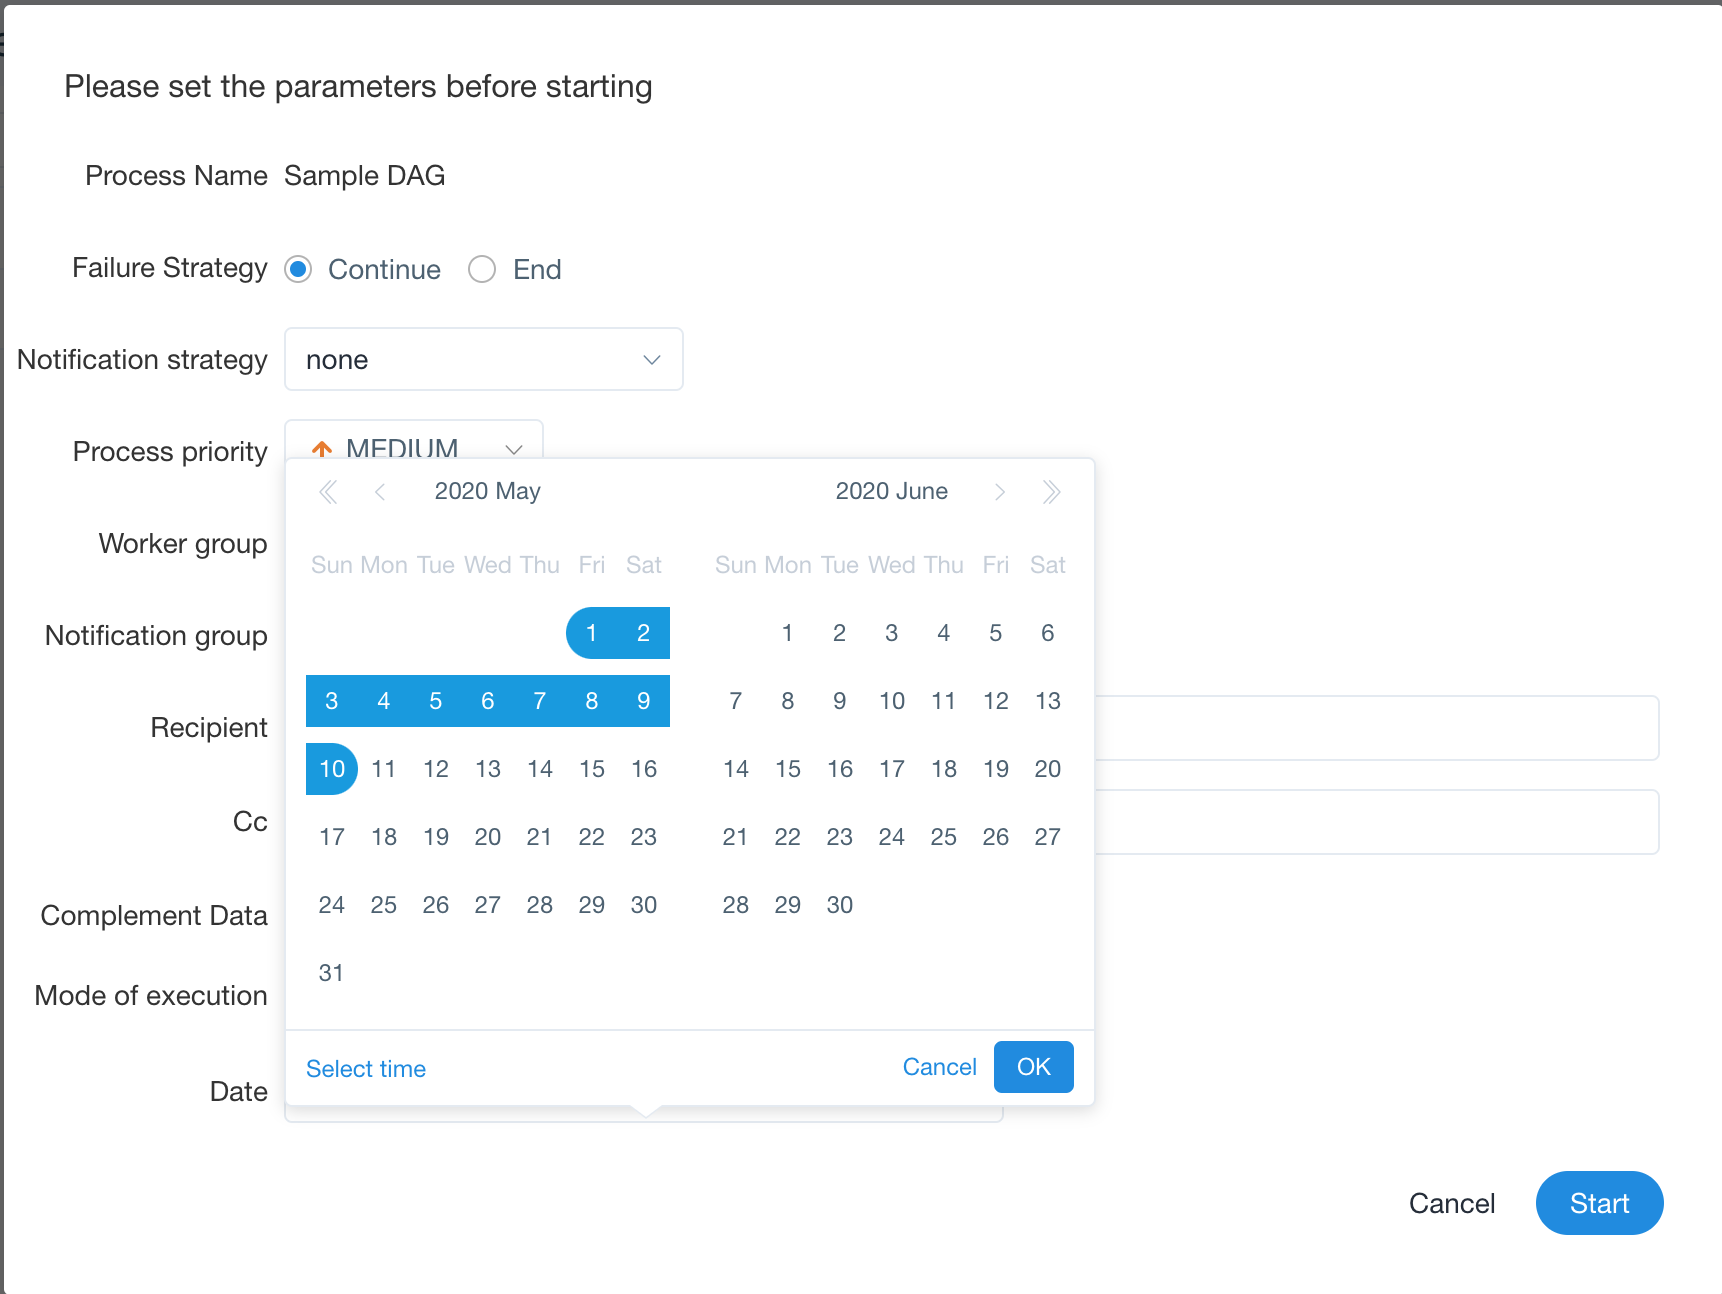 Please set the parameters before starting
Process Name Sample DAG
Failure Strategy Continue End
Notification strategy none
Process priority MEDIUM
2020 May 2020 June
Worker group
Sun Mon Tue Wed Thu Fri Sat Sun Mon Tue Wed Thu Fri Sat
Notification group
1 2 1 2 3 4 5 6
3 4 5 6 7 8 9 7 8 9 10 11 12 13
Recipient
10 11 12 13 14 15 16 14 15 16 17 18 19 20
Cc
17 18 19 20 21 22 23 21 22 23 24 25 26 27
24 25 26 27 28 29 30 28 29 30
Complement Data
31
Mode of execution
Select time Cancel OK
Date
Cancel Start